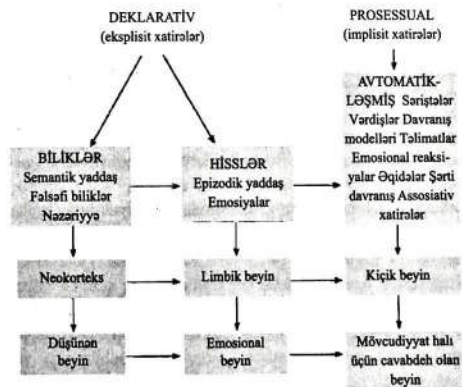 DEKLARATİV
(eksplisit xatirələr)
PROSESSUAL
(implisit xatirələr)
BİLİKLƏR
Semantik yaddaş
Fəlsəfi biliklər
Nəzəriyyə
HİSSLƏR
Epizodik yaddaş
Emosiyalar
AVTOMATİK-
LƏŞMİŞ Səriştələr
Vərdişlər Davranış
modelləri Təlimatlar
Emosional reaksi-
yalar Əqidələr Şərti
davranış Assosiativ
xatirələr
Neokorteks
Limbik beyin
Kiçik beyin
Düşünən
beyin
Emosional
beyin
Mövcudiyyat halı
üçün cavabdeh olan
beyin